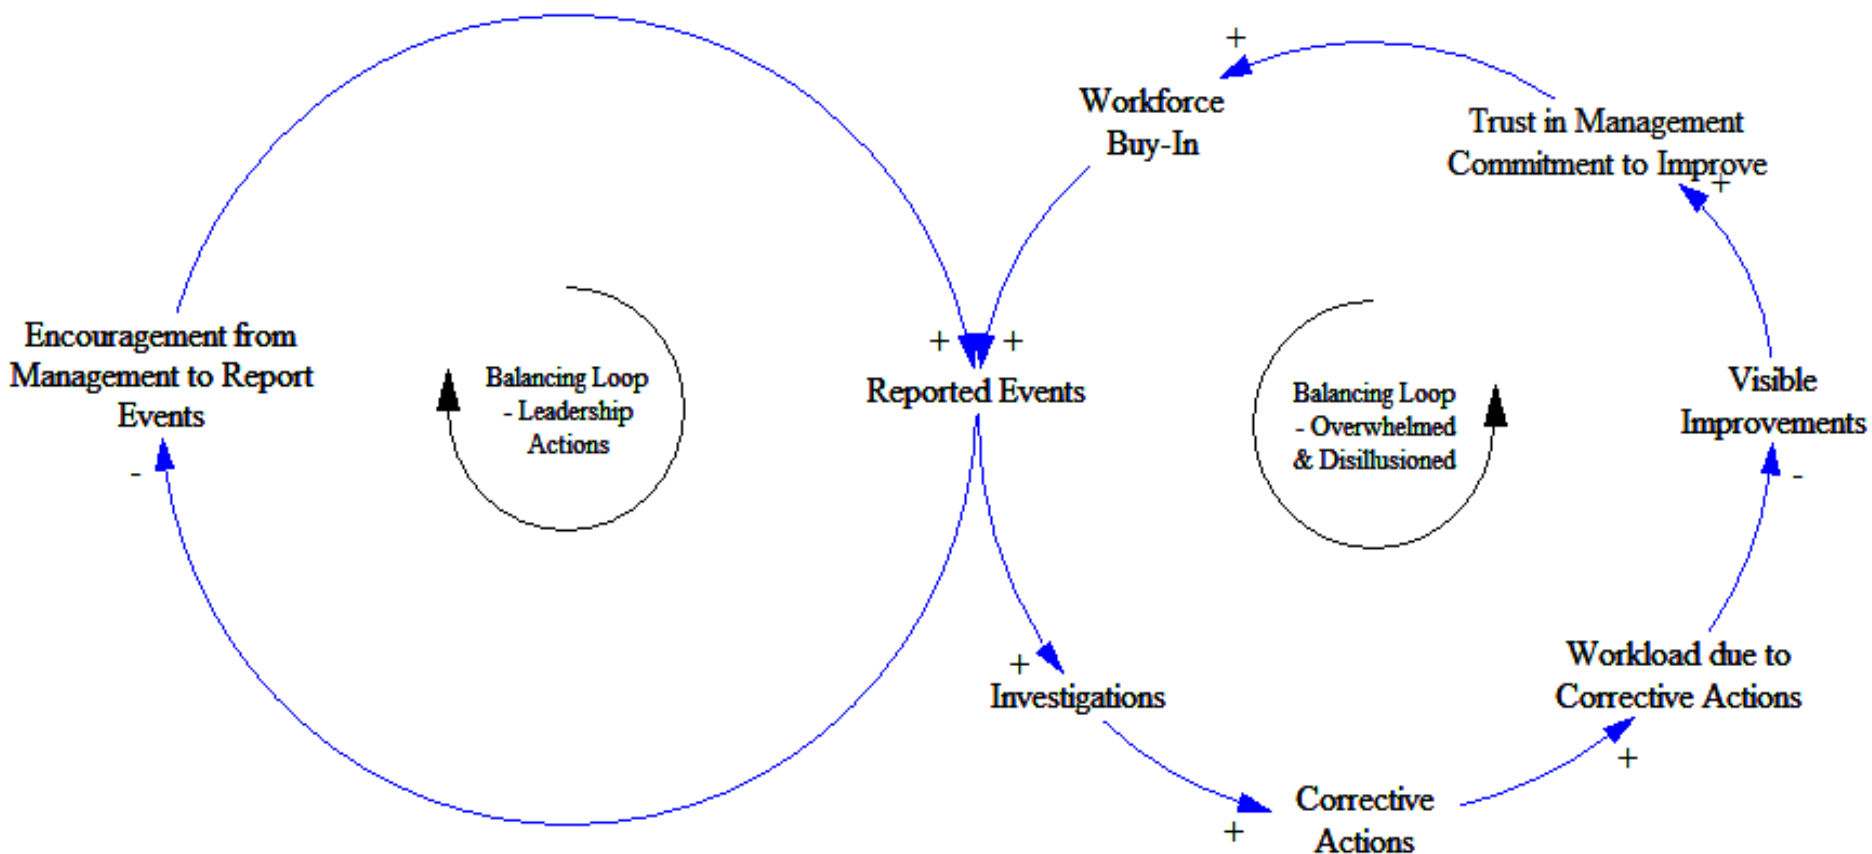 +
Workforce
Buy-In
Trust in Management
Commitment to Improve
+
Encouragement from
Management to Report
Events
-
Balancing Loop
- Leadership
Actions
+
+
Reported Events
Balancing Loop
- Overwhelmed
& Disillusioned
Visible
Improvements
-
+
Investigations
Workload due to
Corrective Actions
+
+
Corrective
Actions